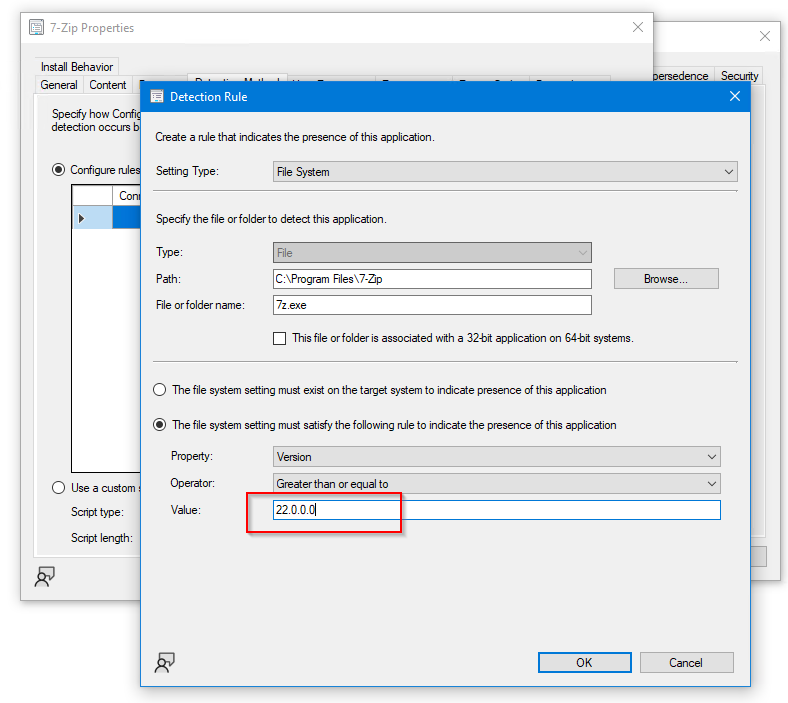 7-Zip Properties
Install Behavior
General Content
persedence Security
Specify how Config
detection occurs b
Configure rules
Use a custom s
Script type:
Script length:
Detection Rule
Create a rule that indicates the presence of this application.
Setting Type: File System
Specify the file or folder to detect this application.
Type: File
Path: C:\Program Files\7-Zip Browse...
File or folder name: 7z.exe
This file or folder is associated with a 32-bit application on 64-bit systems.
The file system setting must exist on the target system to indicate presence of this application
The file system setting must satisfy the following rule to indicate the presence of this application
Property: Version
Operator: Greater than or equal to
Value: 22.0.0.0
OK Cancel